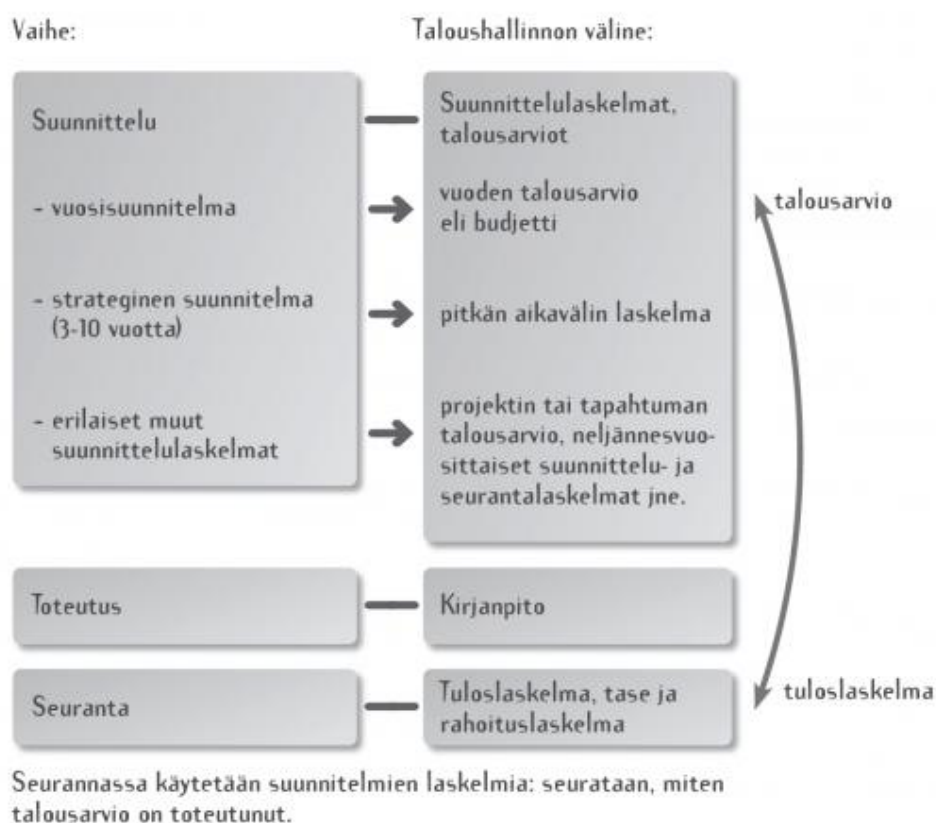 Vaihe:
Taloushallinnon väline:
Suunnittelu
Suunnittelulaskelmat,
talousarviot
- vuosisuunnitelma
vuoden talousarvio
eli budjetti
talousarvio
- strateginen suunnitelma
(3-10 vuotta)
pitkän aikavälin laskelma
- erilaiset muut
suunnittelulaskelmat
projektin tai tapahtuman
talousarvio, neljännesvuo-
sittaiset suunnittelu- ja
seurantalaskelmat jne.
Toteutus
Kirjanpito
Seuranta
Tuloslaskelma, tase ja
rahoituslaskelma
tuloslaskelma
Seurannassa käytetään suunnitelmien laskelmia: seurataan, miten
talousarvio on toteutunut.